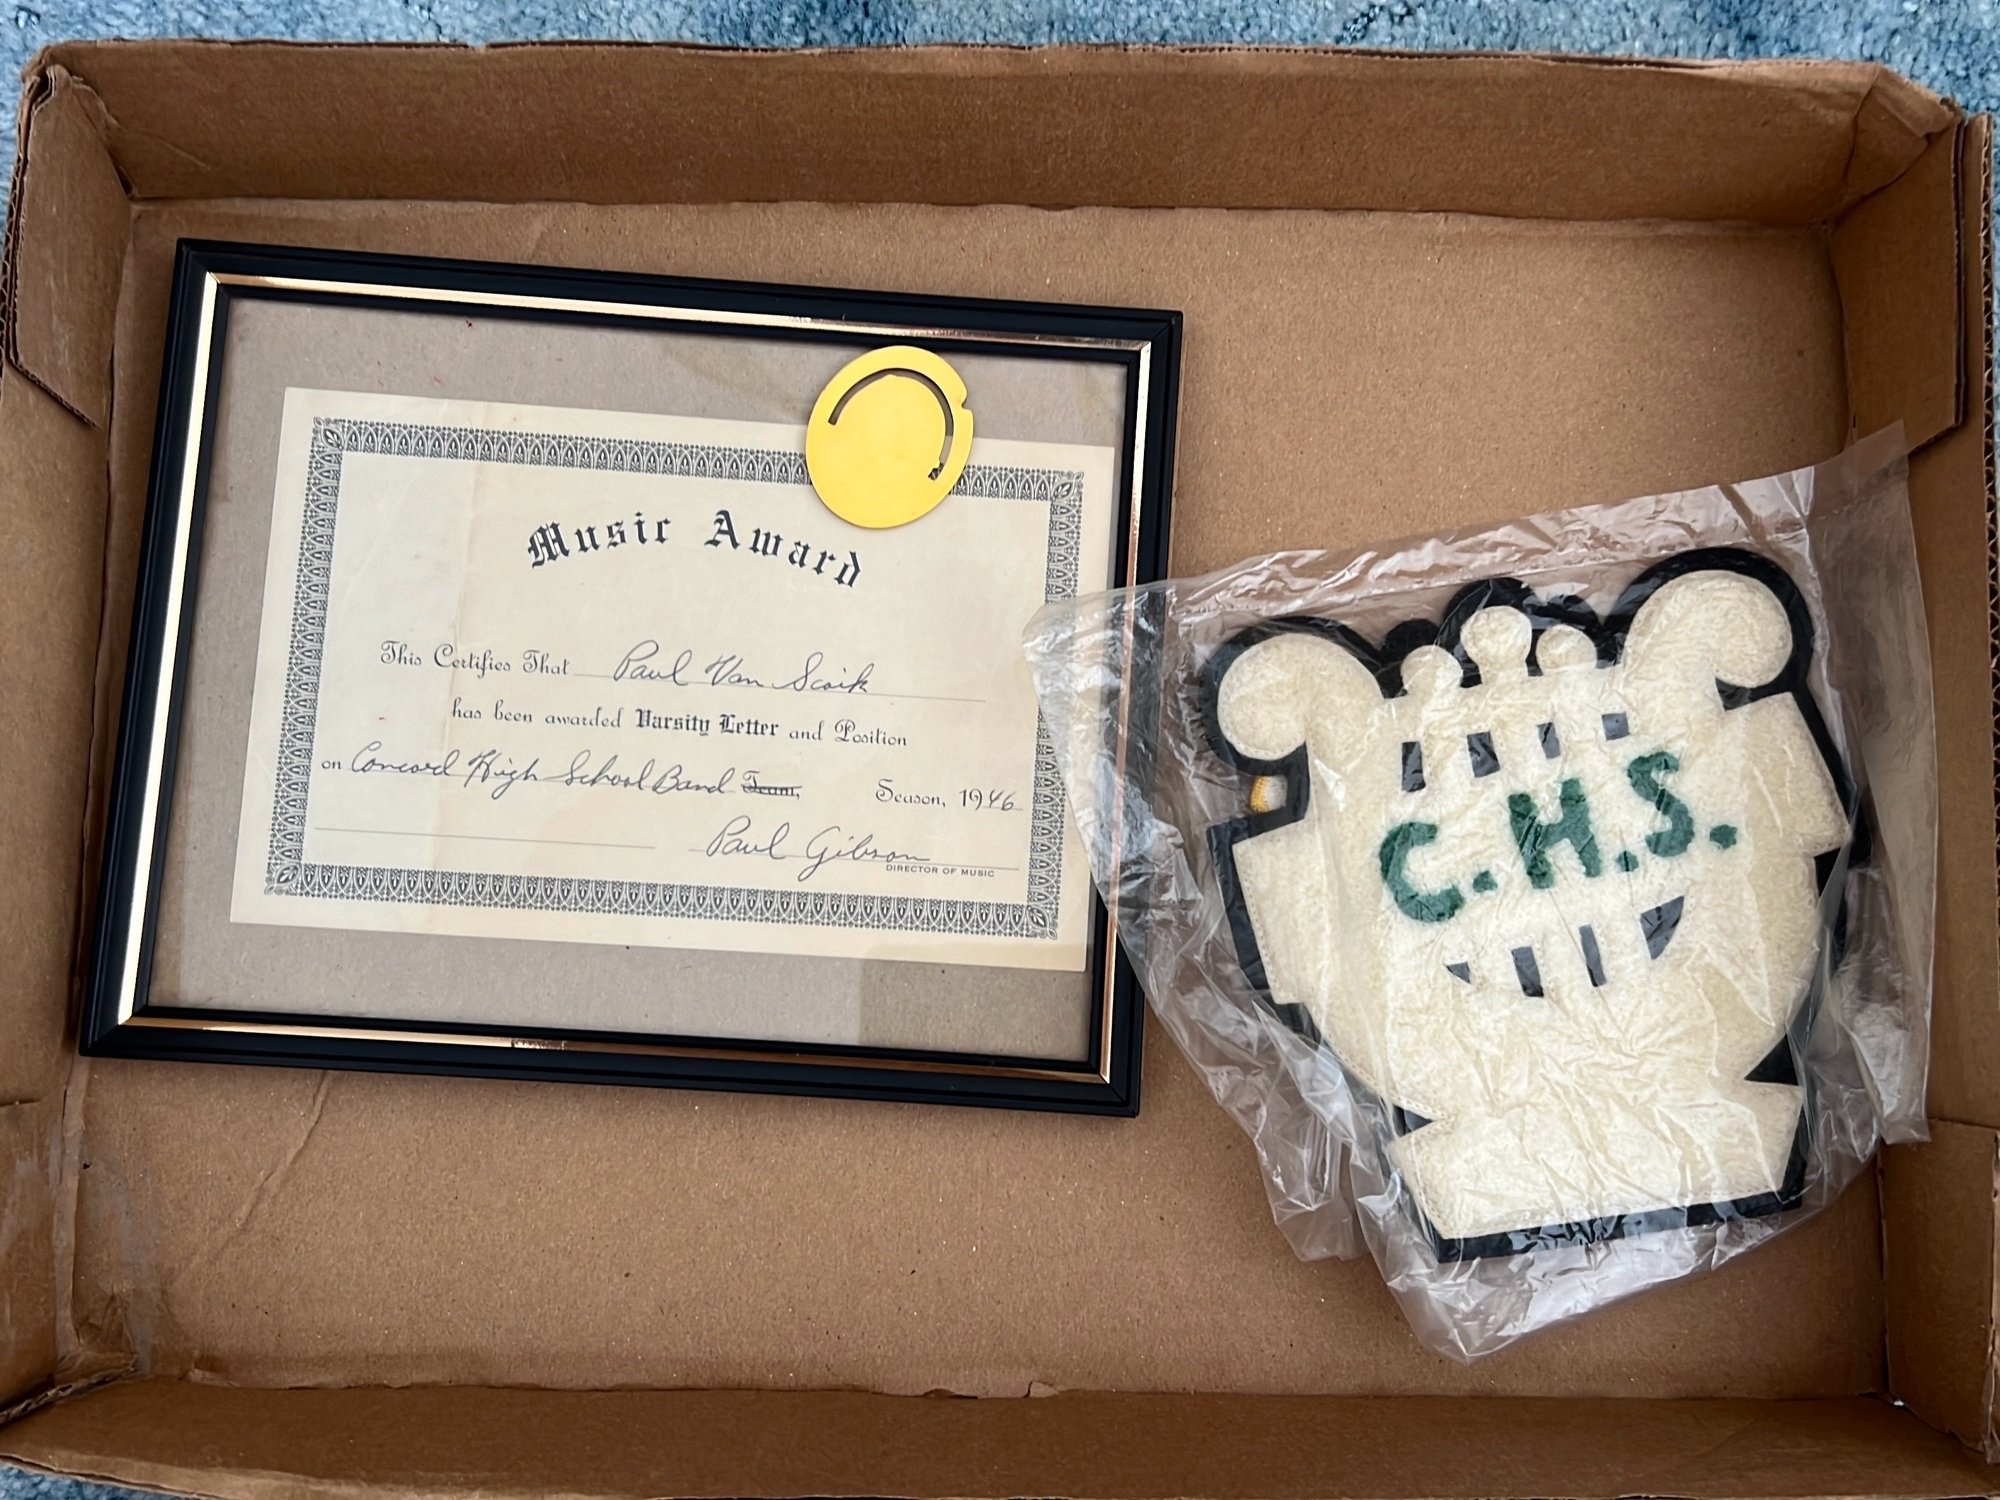 Music Award
This Certifies That Paul Van Scoik
has been awarded Varsity Letter and Position
on Concord High School Band Team, Season, 1946
Paul Gibson
DIRECTOR OF MUSIC
C.H.S.